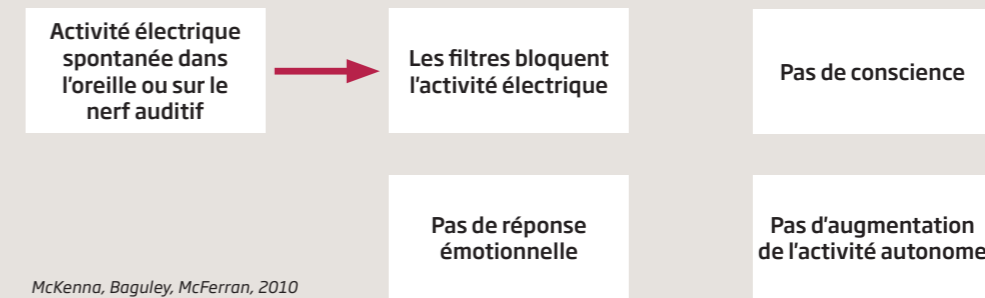 Activité électrique
spontanée dans
l'oreille ou sur le
nerf auditif
Les filtres bloquent
l'activité électrique
Pas de conscience
Pas de réponse
émotionnelle
Pas d'augmentation
de l'activité autonome
McKenna, Baguley, McFerran, 2010